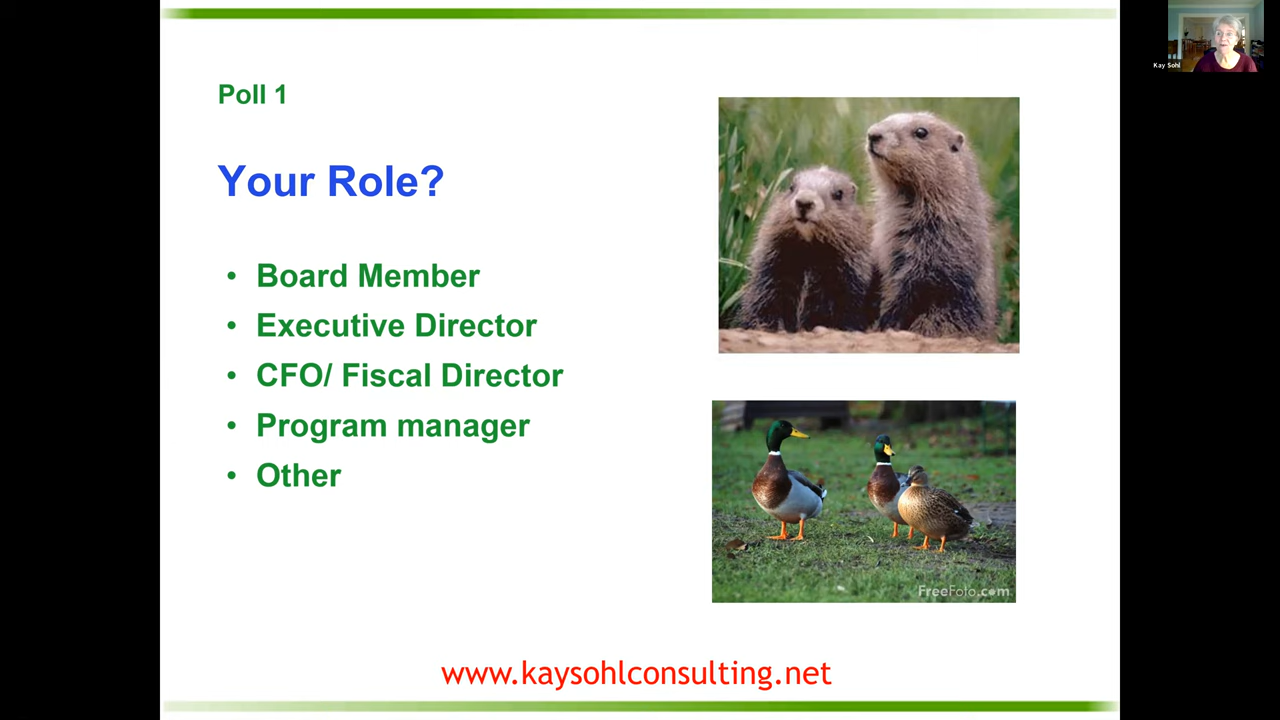 Poll 1
Your Role?
• Board Member
• Executive Director
• CFO/ Fiscal Director
• Program manager
• Other
FreeFoto.com
www.kaysohlconsulting.net
Kay Sohl